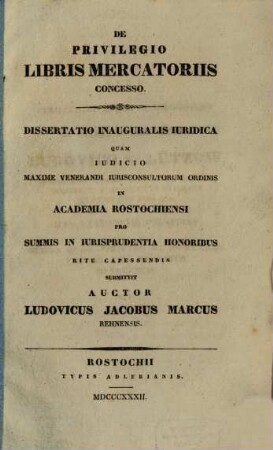 DE
PRIVILEGIO
LIBRIS MERCATORIIS
CONCESSO.
DISSERTATIO INAUGURALIS IURIDICA
QUAM
IUDICIO
MAXIME VENERANDI IURISCONSULTORUM ORDINIS
IN
ACADEMIA ROSTOCHIENSI
PRO
SUMMIS IN IURISPRUDENTIA HONORIBUS
RITE CAPESSENDIS
SUBMITTIT
AUCTOR
LUDOVICUS JACOBUS MARCUS
REHNENSIS.
ROSTOCHII
TYPIS ADLERIANIS.
MDCCCXXXII.